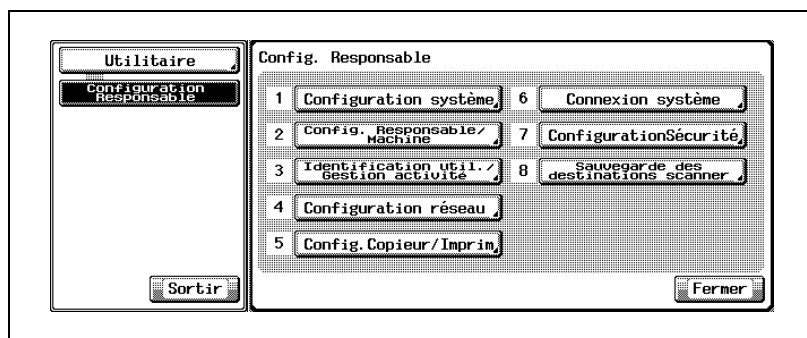 Utilitaire
Configuration
Responsable
Sortir
Config. Responsable
1 Configuration système
2 Config. Responsable/
Machine
3 Identification util./
Gestion activité
4 Configuration réseau
5 Config.Copieur/Imprim
6 Connexion système
7 ConfigurationSécurité
8 Sauvegarde des
destinations scanner
Fermer